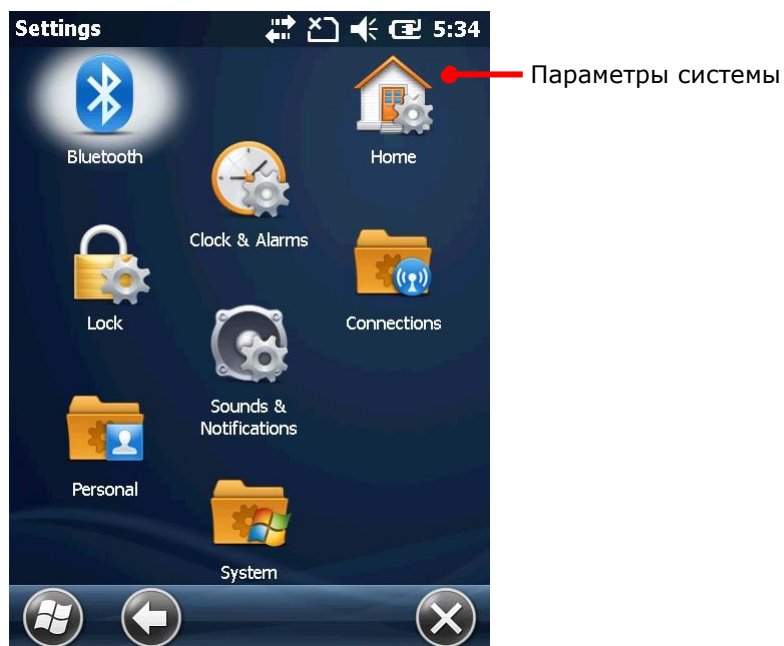 Settings
5:34
Параметры системы
Bluetooth
Home
Clock & Alarms
Lock
Connections
Sounds &
Notifications
Personal
System